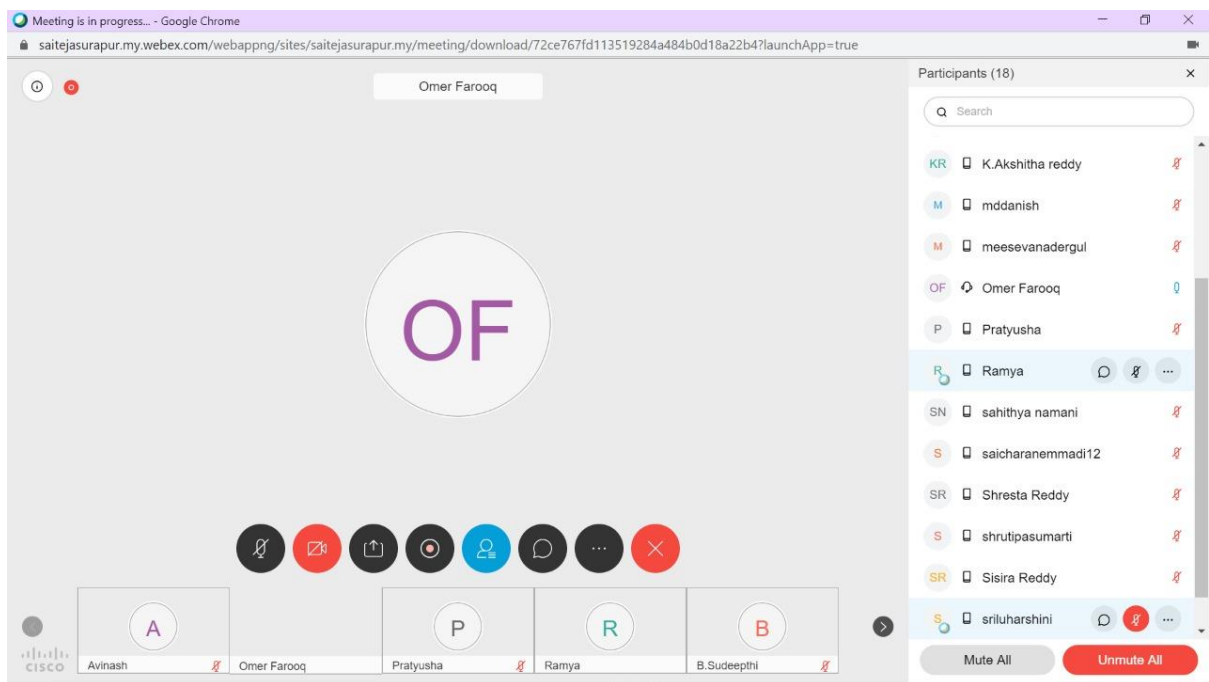 Meeting is in progress... - Google Chrome
saitejasurapur.my.webex.com/webappng/sites/saitejasurapur.my/meeting/download/72ce767fd113519284a484b0d18a22b4?launchApp=true
Omer Farooq
OF
A
Avinash
Omer Farooq
P
Pratyusha
R
Ramya
B
B.Sudeepthi
CISCO
Participants (18)
Search
KR K.Akshitha reddy
M mddanish
M meesevanadergul
OF Omer Farooq
P Pratyusha
R Ramya
SN sahithya namani
S saicharanemmadi12
SR Shresta Reddy
S shrutipasumarti
SR Sisira Reddy
S sriluharshini
Mute All
Unmute All